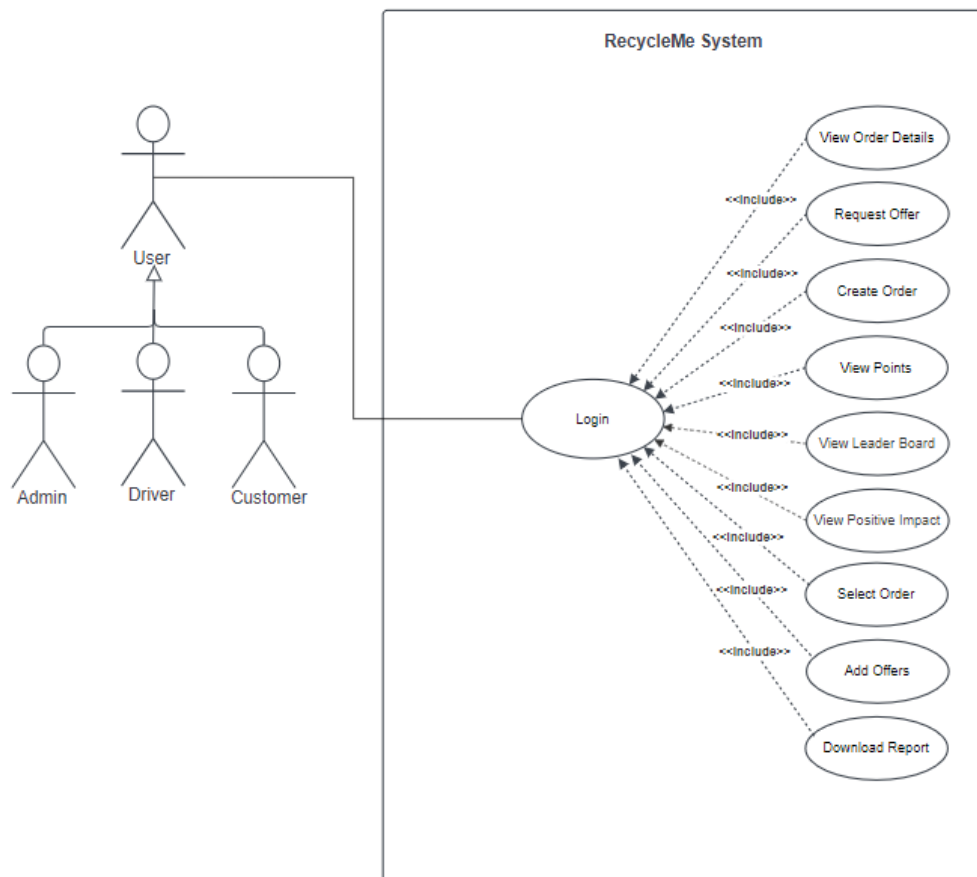 RecycleMe System
View Order Details
<<Include>>
Request Offer
User
<<Include>>
Create Order
<<Include>>
View Points
<<Include>>
Login
<<Include>>
View Leader Board
<<Include>>
Admin
Driver
Customer
View Positive Impact
<<Include>>
Select Order
<<Include>>
Add Offers
<<Include>>
Download Report